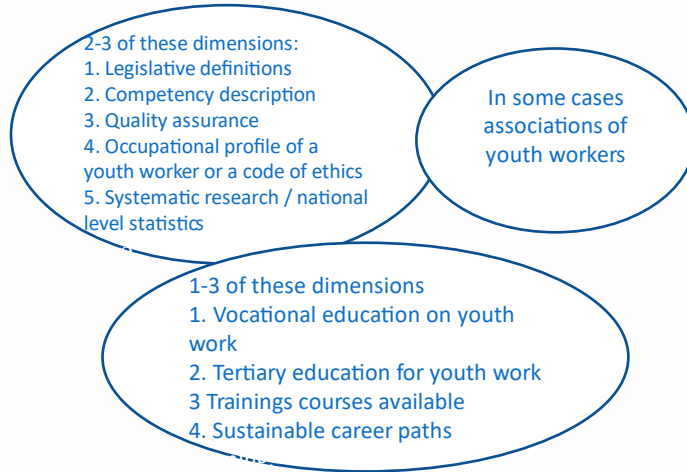 2-3 of these dimensions:
1. Legislative definitions
2. Competency description
3. Quality assurance
4. Occupational profile of a
youth worker or a code of ethics
5. Systematic research / national
level statistics
In some cases
associations of
youth workers
1-3 of these dimensions
1. Vocational education on youth
work
2. Tertiary education for youth work
3 Trainings courses available
4. Sustainable career paths